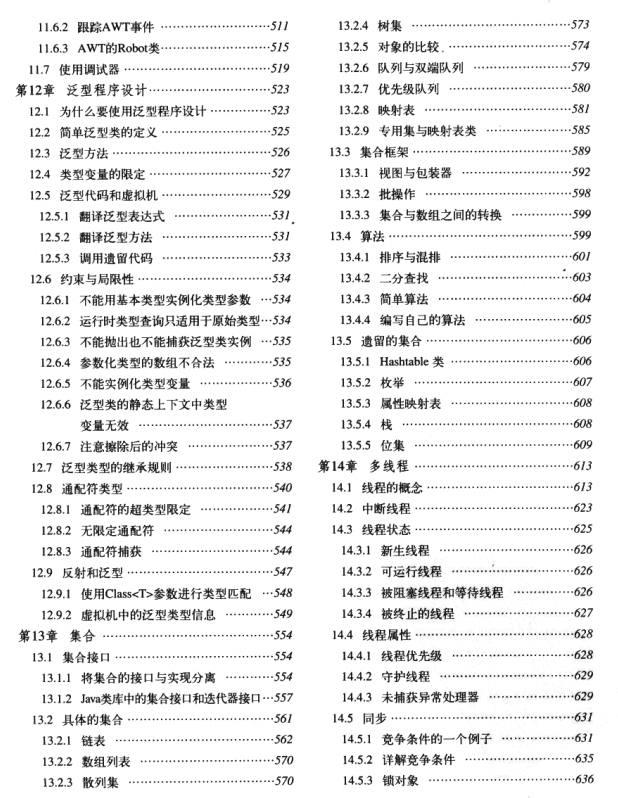 11.6.2 跟踪AWT事件 ……………………511
11.6.3 AWT的Robot类……………………515
11.7 使用调试器 ……………………519
第12章 泛型程序设计……………………523
12.1 为什么要使用泛型程序设计 …………523
12.2 简单泛型类的定义 ……………………525
12.3 泛型方法 ……………………526
12.4 类型变量的限定 ……………………527
12.5 泛型代码和虚拟机 ……………………529
12.5.1 翻译泛型表达式 ……………………531
12.5.2 翻译泛型方法 ……………………531
12.5.3 调用遗留代码 ……………………533
12.6 约束与局限性 ……………………534
12.6.1 不能用基本类型实例化类型参数 …534
12.6.2 运行时类型查询只适用于原始类型…534
12.6.3 不能抛出也不能捕获泛型类实例 …535
12.6.4 参数化类型的数组不合法 …………535
12.6.5 不能实例化类型变量 ……………536
12.6.6 泛型类的静态上下文中类型
变量无效 ……………………537
12.6.7 注意擦除后的冲突 ……………………537
12.7 泛型类型的继承规则 ……………………538
12.8 通配符类型 ……………………540
12.8.1 通配符的超类型限定 ……………541
12.8.2 无限定通配符 ……………………544
12.8.3 通配符捕获 ……………………544
12.9 反射和泛型 ……………………547
12.9.1 使用Class<T>参数进行类型匹配 …548
12.9.2 虚拟机中的泛型类型信息 …………549
第13章 集合 ……………………554
13.1 集合接口 ……………………554
13.1.1 将集合的接口与实现分离 …………554
13.1.2 Java类库中的集合接口和迭代器接口…557
13.2 具体的集合 ……………………561
13.2.1 链表 ……………………562
13.2.2 数组列表 ……………………570
13.2.3 散列集 ……………………570
13.2.4 树集 ……………………573
13.2.5 对象的比较 ……………………574
13.2.6 队列与双端队列 ……………………579
13.2.7 优先级队列 ……………………580
13.2.8 映射表 ……………………581
13.2.9 专用集与映射表类 ……………585
13.3 集合框架 ……………………589
13.3.1 视图与包装器 ……………………592
13.3.2 批操作 ……………………598
13.3.3 集合与数组之间的转换 …………599
13.4 算法 ……………………599
13.4.1 排序与混排 ……………………601
13.4.2 二分查找 ……………………603
13.4.3 简单算法 ……………………604
13.4.4 编写自己的算法 ……………………605
13.5 遗留的集合 ……………………606
13.5.1 Hashtable 类 ……………………606
13.5.2 枚举 ……………………607
13.5.3 属性映射表 ……………………608
13.5.4 栈 ……………………608
13.5.5 位集 ……………………609
第14章 多线程 ……………………613
14.1 线程的概念 ……………………613
14.2 中断线程 ……………………623
14.3 线程状态 ……………………625
14.3.1 新生线程 ……………………626
14.3.2 可运行线程 ……………………626
14.3.3 被阻塞线程和等待线程 …………626
14.3.4 被终止的线程 ……………………627
14.4 线程属性 ……………………628
14.4.1 线程优先级 ……………………628
14.4.2 守护线程 ……………………629
14.4.3 未捕获异常处理器 ……………629
14.5 同步 ……………………631
14.5.1 竞争条件的一个例子 ……………631
14.5.2 详解竞争条件 ……………………635
14.5.3 锁对象 ……………………636